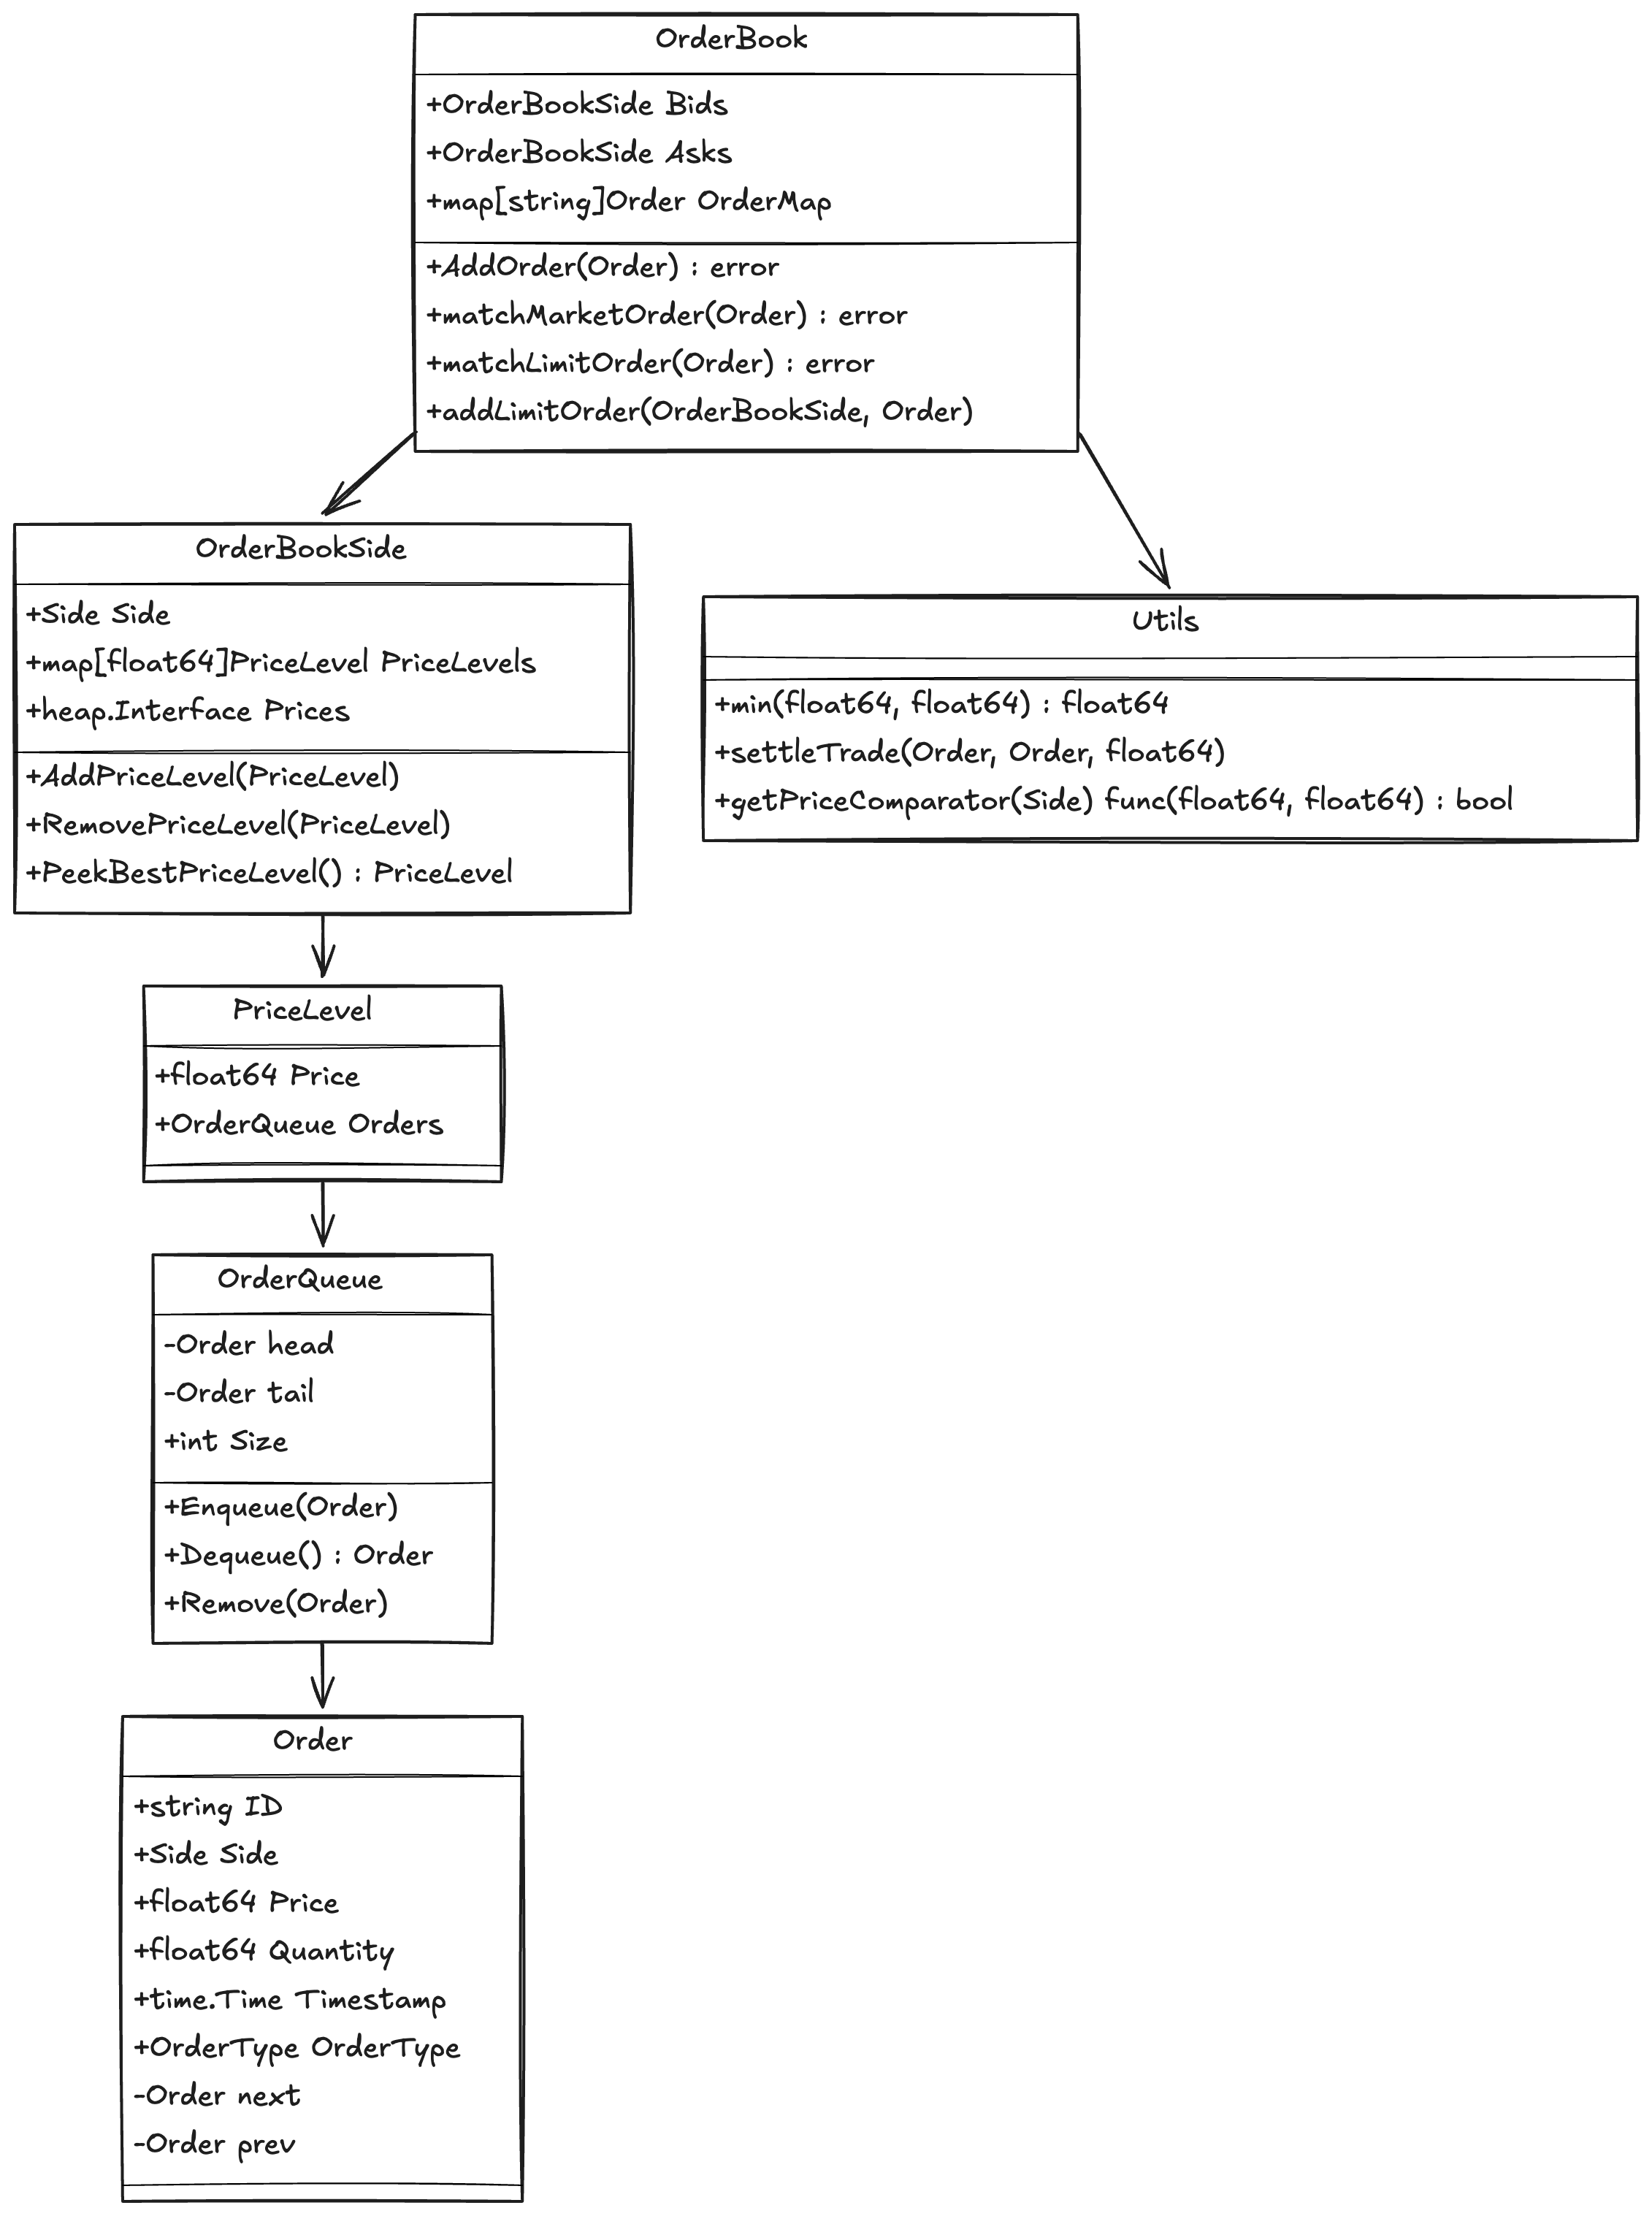 OrderBook
+OrderBookSide Bids
+OrderBookSide Asks
+map[string]Order OrderMap
+AddOrder(Order) : error
+matchMarketOrder(Order) : error
+matchLimitOrder(Order) : error
+addLimitOrder(OrderBookSide, Order)
OrderBookSide
+Side Side
+map[float64]PriceLevel PriceLevels
+heap.Interface Prices
+AddPriceLevel(PriceLevel)
+RemovePriceLevel(PriceLevel)
+PeekBestPriceLevel() : PriceLevel
Utils
+min(float64, float64) : float64
+settleTrade(Order, Order, float64)
+getPriceComparator(Side) func(float64, float64) : bool
PriceLevel
+float64 Price
+OrderQueue Orders
OrderQueue
-Order head
-Order tail
+int Size
+Enqueue(Order)
+Dequeue() : Order
+Remove(Order)
Order
+string ID
+Side Side
+float64 Price
+float64 Quantity
+time.Time Timestamp
+OrderType OrderType
-Order next
-Order prev